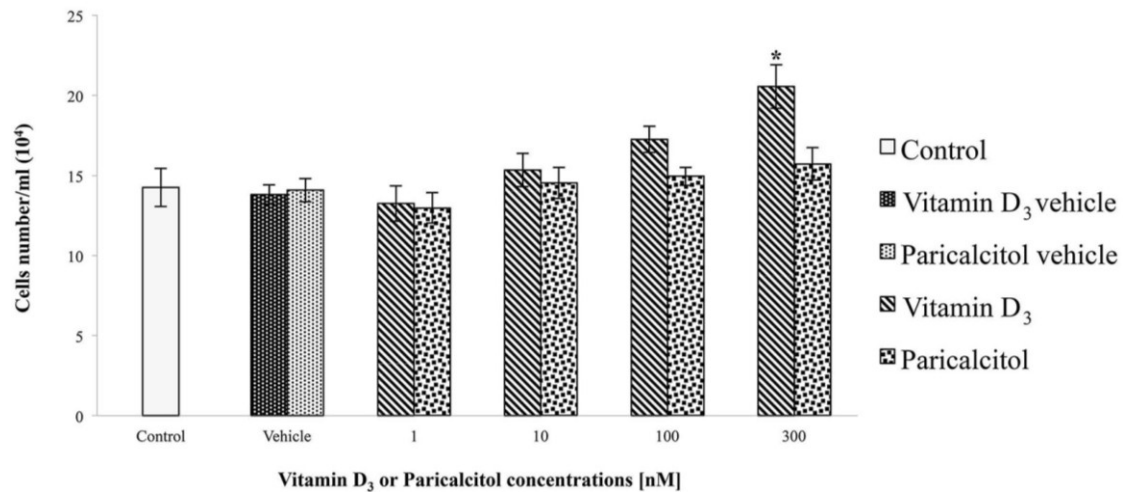 25
20
15
10
5
0
Cells number/ml (10⁴)
*
Control
Vehicle
1
10
100
300
Vitamin D₃ or Paricalcitol concentrations [nM]
Control
Vitamin D₃ vehicle
Paricalcitol vehicle
Vitamin D₃
Paricalcitol